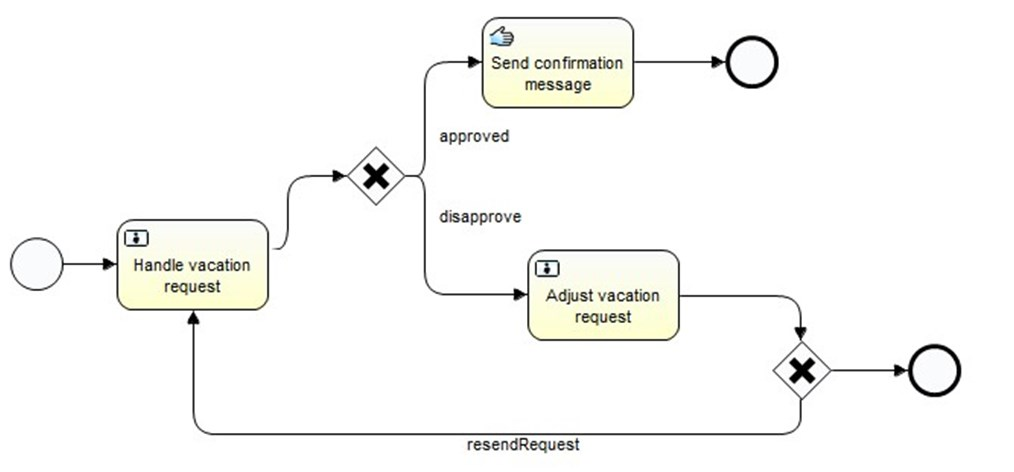 Send confirmation
message
approved
disapprove
Handle vacation
request
Adjust vacation
request
resendRequest